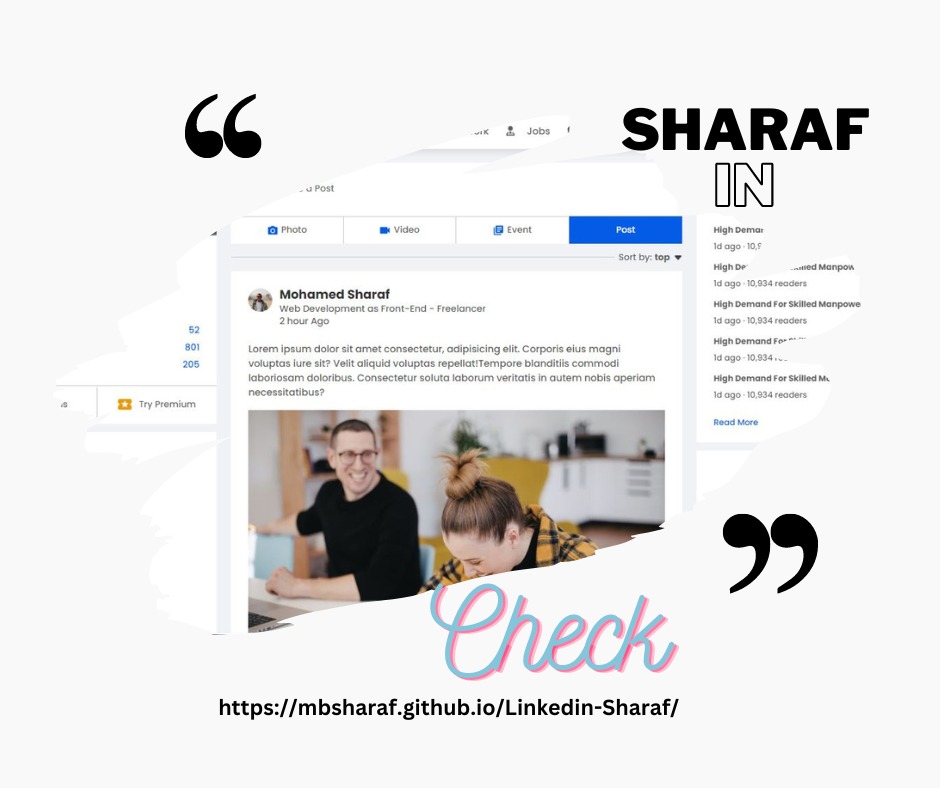 “
SHARAF
IN
Jobs
a Post
Photo
Video
Event
Post
Sort by: top
Mohamed Sharaf
Web Development as Front-End - Freelancer
2 hour Ago
Lorem ipsum dolor sit amet consectetur, adipisicing elit. Corporis eius magni
voluptas iure sit? Velit aliquid voluptas repellat!Tempore blanditiis commodi
laboriosam doloribus. Consectetur soluta laborum veritatis in autem nobis aperiam
necessitatibus?
52
801
205
Try Premium
High
1d ago
High
1d ago · 10,934 readers
High Demand For Skilled
1d ago · 10,934 readers
High Demand
1d ago · 10,934
High Demand For Skilled
1d ago · 10,934 readers
Read More
”
Check
https://mbsharaf.github.io/Linkedin-Sharaf/